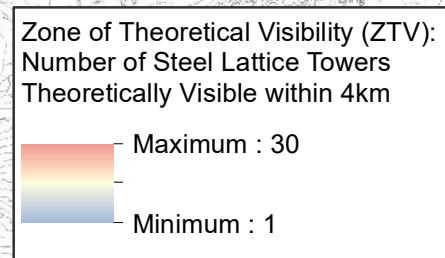 Zone of Theoretical Visibility (ZTV):
Number of Steel Lattice Towers
Theoretically Visible within 4km
Maximum : 30
Minimum : 1